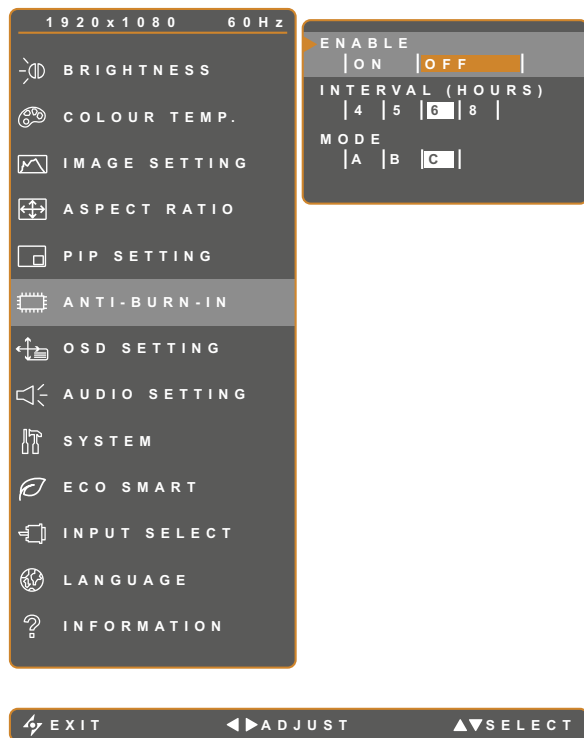 1920x1080 60Hz
BRIGHTNESS
COLOUR TEMP.
IMAGE SETTING
ASPECT RATIO
PIP SETTING
ANTI-BURN-IN
OSD SETTING
AUDIO SETTING
SYSTEM
ECO SMART
INPUT SELECT
LANGUAGE
INFORMATION
ENABLE
ON OFF
INTERVAL (HOURS)
4 5 6 8
MODE
A B C
EXIT ADJUST SELECT